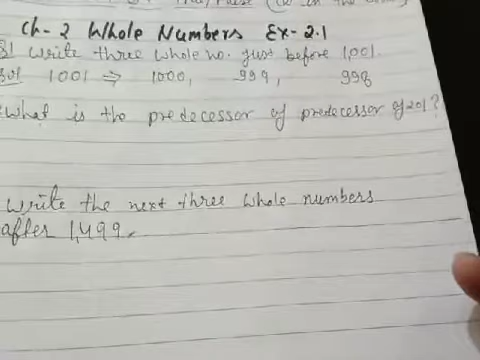 Ch-2 Whole Numbers Ex-2.1
Q1 Write three whole no. just before 1,001.
Sol 1001 ⇒ 1000, 999, 998
What is the predecessor of predecessor of 201?
Write the next three whole numbers
after 1,499.